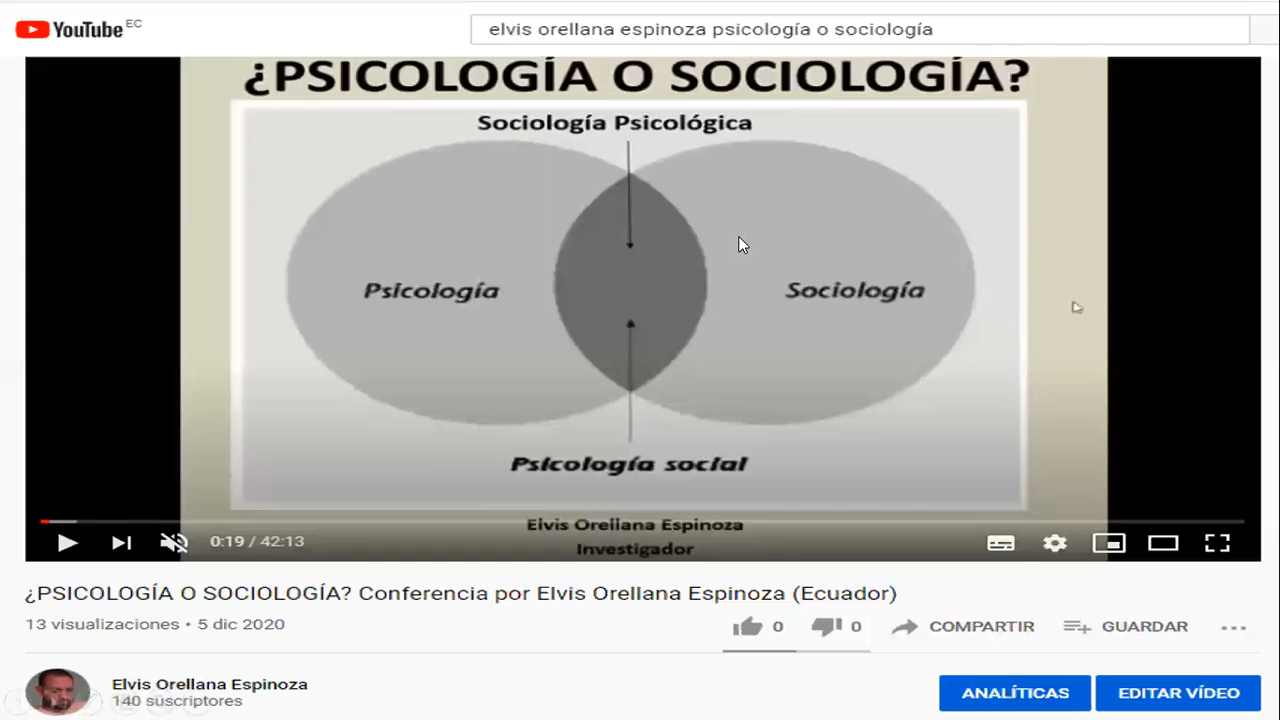 YouTube EC
elvis orellana espinoza psicología o sociología
¿PSICOLOGÍA O SOCIOLOGÍA?
Sociología Psicológica
Psicología
Sociología
Psicología social
Elvis Orellana Espinoza
Investigador
0:19 / 42:13
¿PSICOLOGÍA O SOCIOLOGÍA? Conferencia por Elvis Orellana Espinoza (Ecuador)
13 visualizaciones • 5 dic 2020
0
0
COMPARTIR
GUARDAR
Elvis Orellana Espinoza
140 suscriptores
ANALÍTICAS
EDITAR VÍDEO